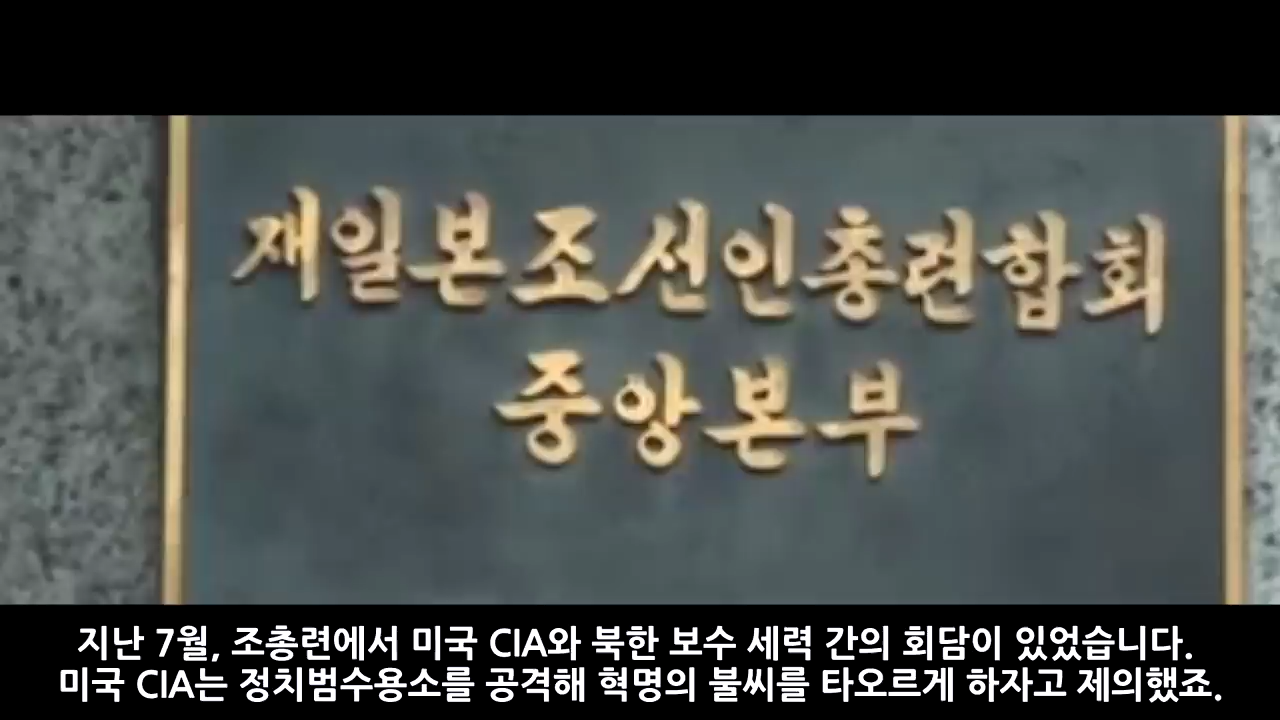 재일본조선인총련합회
중앙본부
지난 7월, 조총련에서 미국 CIA와 북한 보수 세력 간의 회담이 있었습니다.
미국 CIA는 정치범수용소를 공격해 혁명의 불씨를 타오르게 하자고 제의했죠.